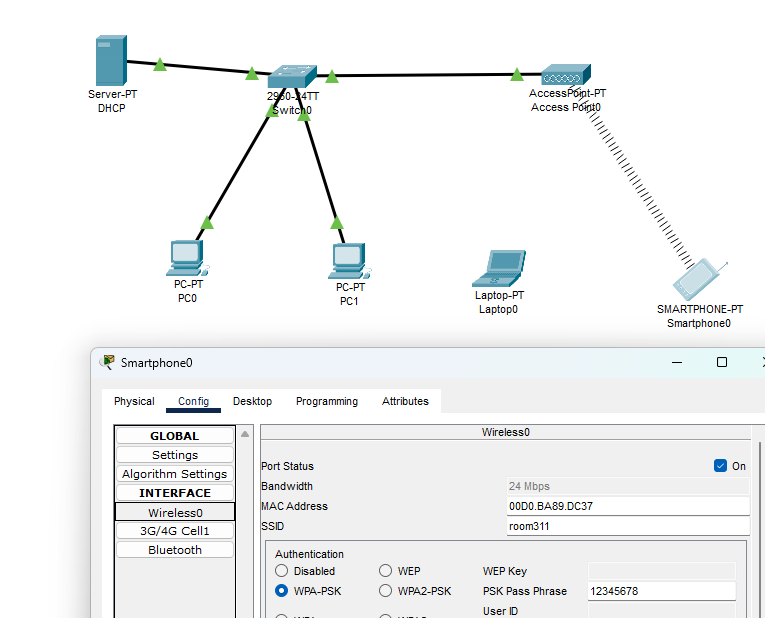 Server-PT
DHCP
2950-24TT
Switch0
AccessPoint-PT
Access Point0
PC-PT
PC0
PC-PT
PC1
Laptop-PT
Laptop0
SMARTPHONE-PT
Smartphone0
Smartphone0
Physical Config Desktop Programming Attributes
GLOBAL
Settings
Algorithm Settings
INTERFACE
Wireless0
3G/4G Cell1
Bluetooth
Wireless0
Port Status On
Bandwidth 24 Mbps
MAC Address 00D0.BA89.DC37
SSID room311
Authentication
Disabled WEP WEP Key
WPA-PSK WPA2-PSK PSK Pass Phrase 12345678
User ID